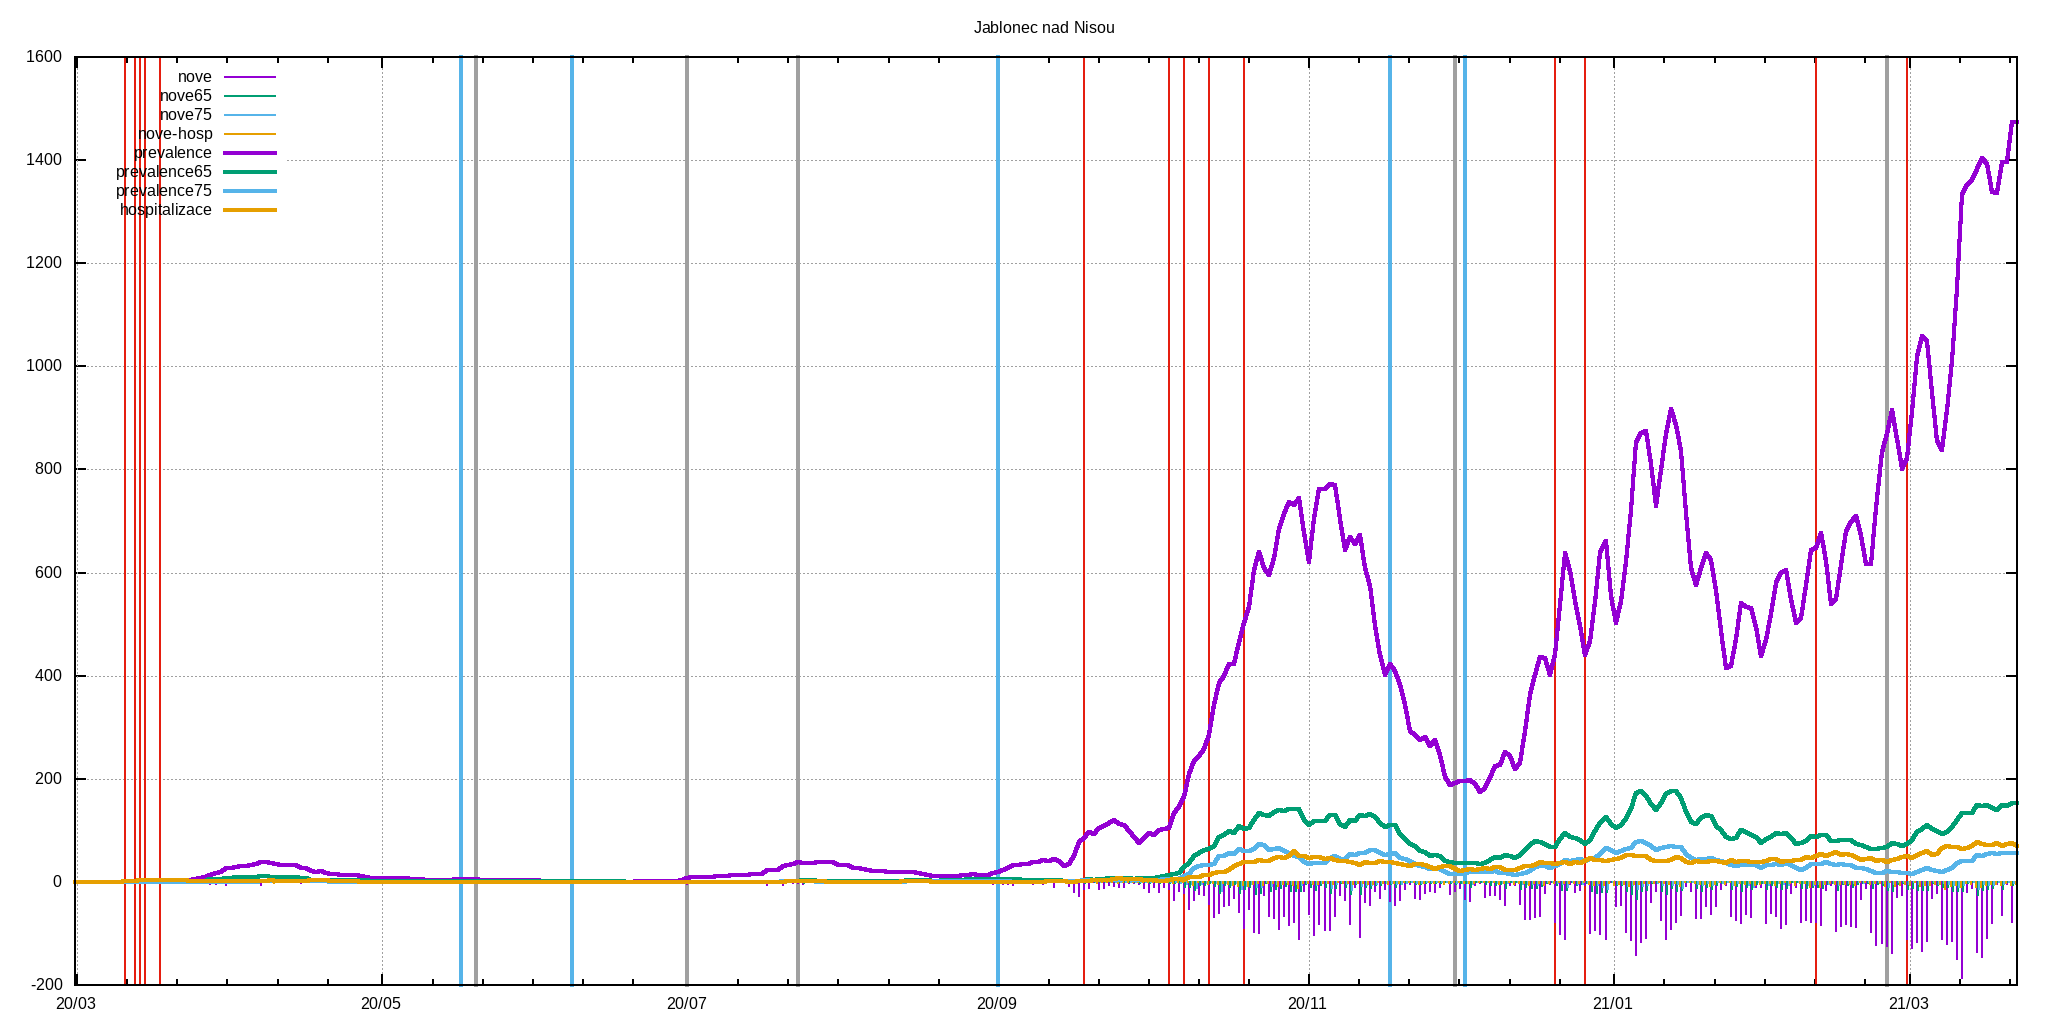 Jablonec nad Nisou
1600
1400
1200
1000
800
600
400
200
0
-200
nove
nove65
nove75
nove-hosp
prevalence
prevalence65
prevalence75
hospitalizace
20/03 20/05 20/07 20/09 20/11 21/01 21/03